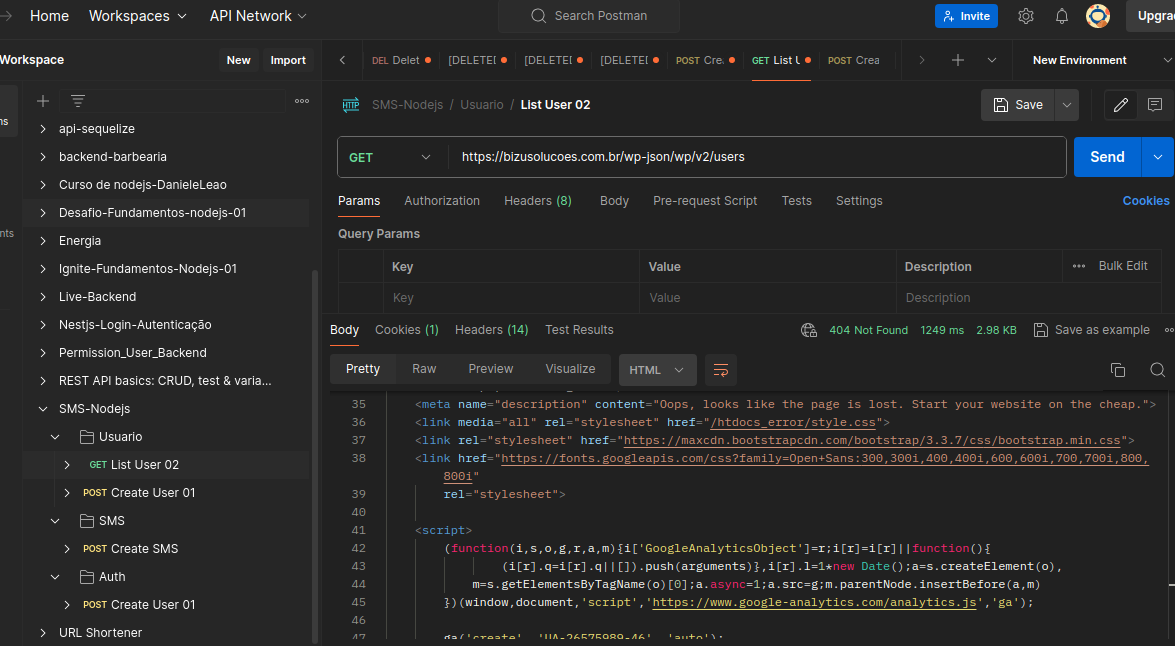 Home Workspaces API Network Search Postman Invite Upgra
Workspace New Import DEL Delet [DELETE[ [DELETE[ [DELETE[ POST Cre. GET List U POST Crea New Environment
ns
nts
api-sequelize
backend-barbearia
Curso de nodejs-DanieleLeao
Desafio-Fundamentos-nodejs-01
Energia
Ignite-Fundamentos-Nodejs-01
Live-Backend
Nestjs-Login-Autenticação
Permission_User_Backend
REST API basics: CRUD, test & varia...
SMS-Nodejs
Usuario
GET List User 02
POST Create User 01
SMS
POST Create SMS
Auth
POST Create User 01
URL Shortener
HTTP SMS-Nodejs / Usuario / List User 02 Save
GET https://bizusolucoes.com.br/wp-json/wp/v2/users Send
Params Authorization Headers (8) Body Pre-request Script Tests Settings Cookies
Query Params
Key Value Description Bulk Edit
Key Value Description
Body Cookies (1) Headers (14) Test Results 404 Not Found 1249 ms 2.98 KB Save as example
Pretty Raw Preview Visualize HTML
35 <meta name="description" content="Oops, looks like the page is lost. Start your website on the cheap.">
36 <link media="all" rel="stylesheet" href="/htdocs_error/style.css">
37 <link rel="stylesheet" href="https://maxcdn.bootstrapcdn.com/bootstrap/3.3.7/css/bootstrap.min.css">
38 <link href="https://fonts.googleapis.com/css?family=Open+Sans:300,300i,400,400i,600,600i,700,700i,800,
800i"
39 rel="stylesheet">
40
41 <script>
42 (function(i,s,o,g,r,a,m){i['GoogleAnalyticsObject']=r;i[r]=i[r]||function(){
43 (i[r].q=i[r].q||[]).push(arguments)},i[r].l=1*new Date();a=s.createElement(o),
44 m=s.getElementsByTagName(o)[0];a.async=1;a.src=g;m.parentNode.insertBefore(a,m)
45 })(window,document,'script','https://www.google-analytics.com/analytics.js','ga');
46
47 ga('create', 'UA-26575989-46', 'auto');